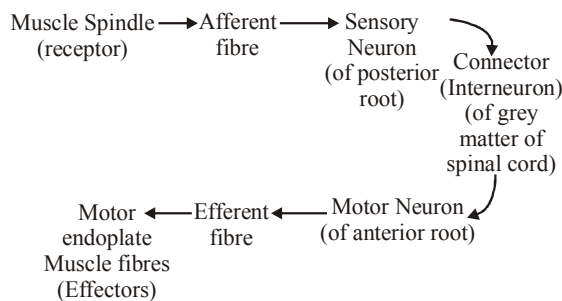 Muscle Spindle
(receptor)
Afferent
fibre
Sensory
Neuron
(of posterior
root)
Connector
(Interneuron)
(of grey
matter of
spinal cord)
Motor Neuron
(of anterior root)
Efferent
fibre
Motor
endoplate
Muscle fibres
(Effectors)